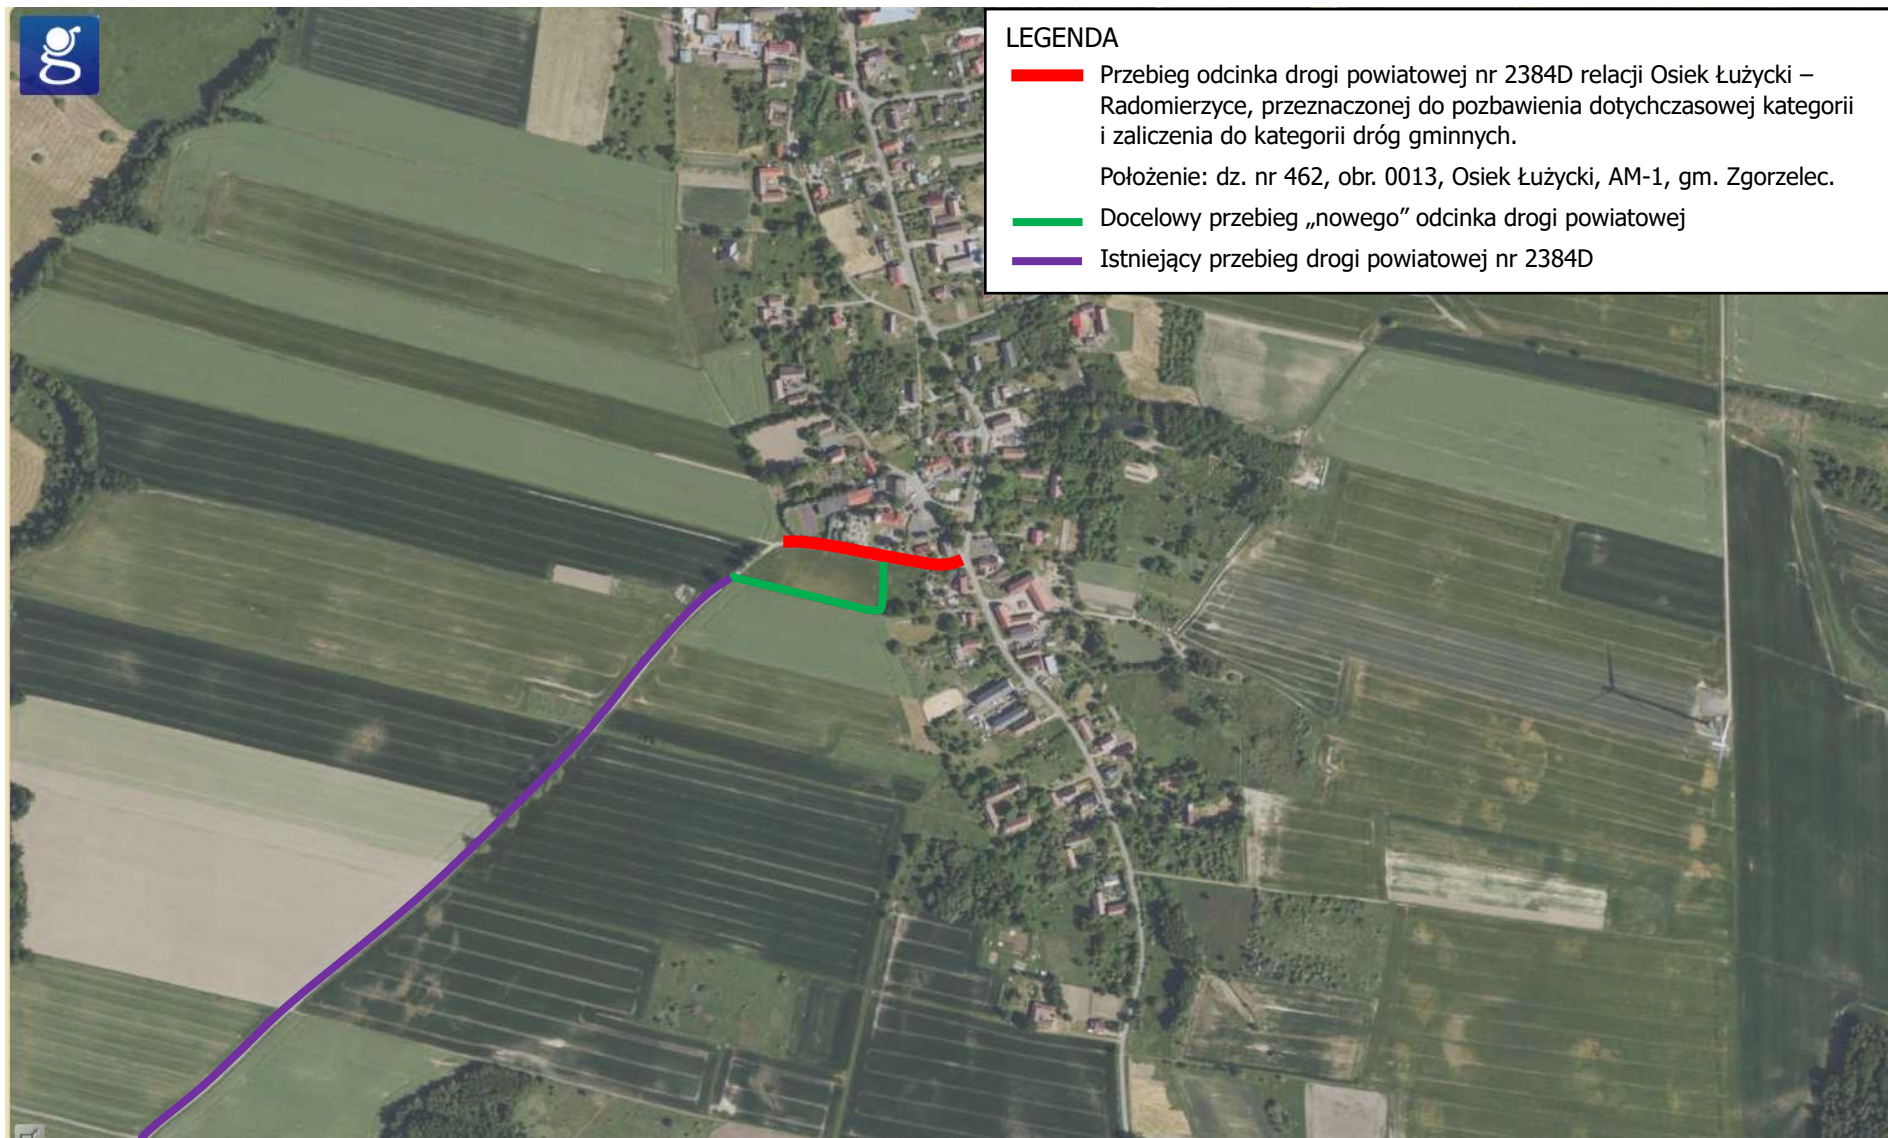 g
LEGENDA
Przebieg odcinka drogi powiatowej nr 2384D relacji Osiek Łużycki –
Radomierzyce, przeznaczonej do pozbawienia dotychczasowej kategorii
i zaliczenia do kategorii dróg gminnych.
Położenie: dz. nr 462, obr. 0013, Osiek Łużycki, AM-1, gm. Zgorzelec.
Docelowy przebieg „nowego” odcinka drogi powiatowej
Istniejący przebieg drogi powiatowej nr 2384D